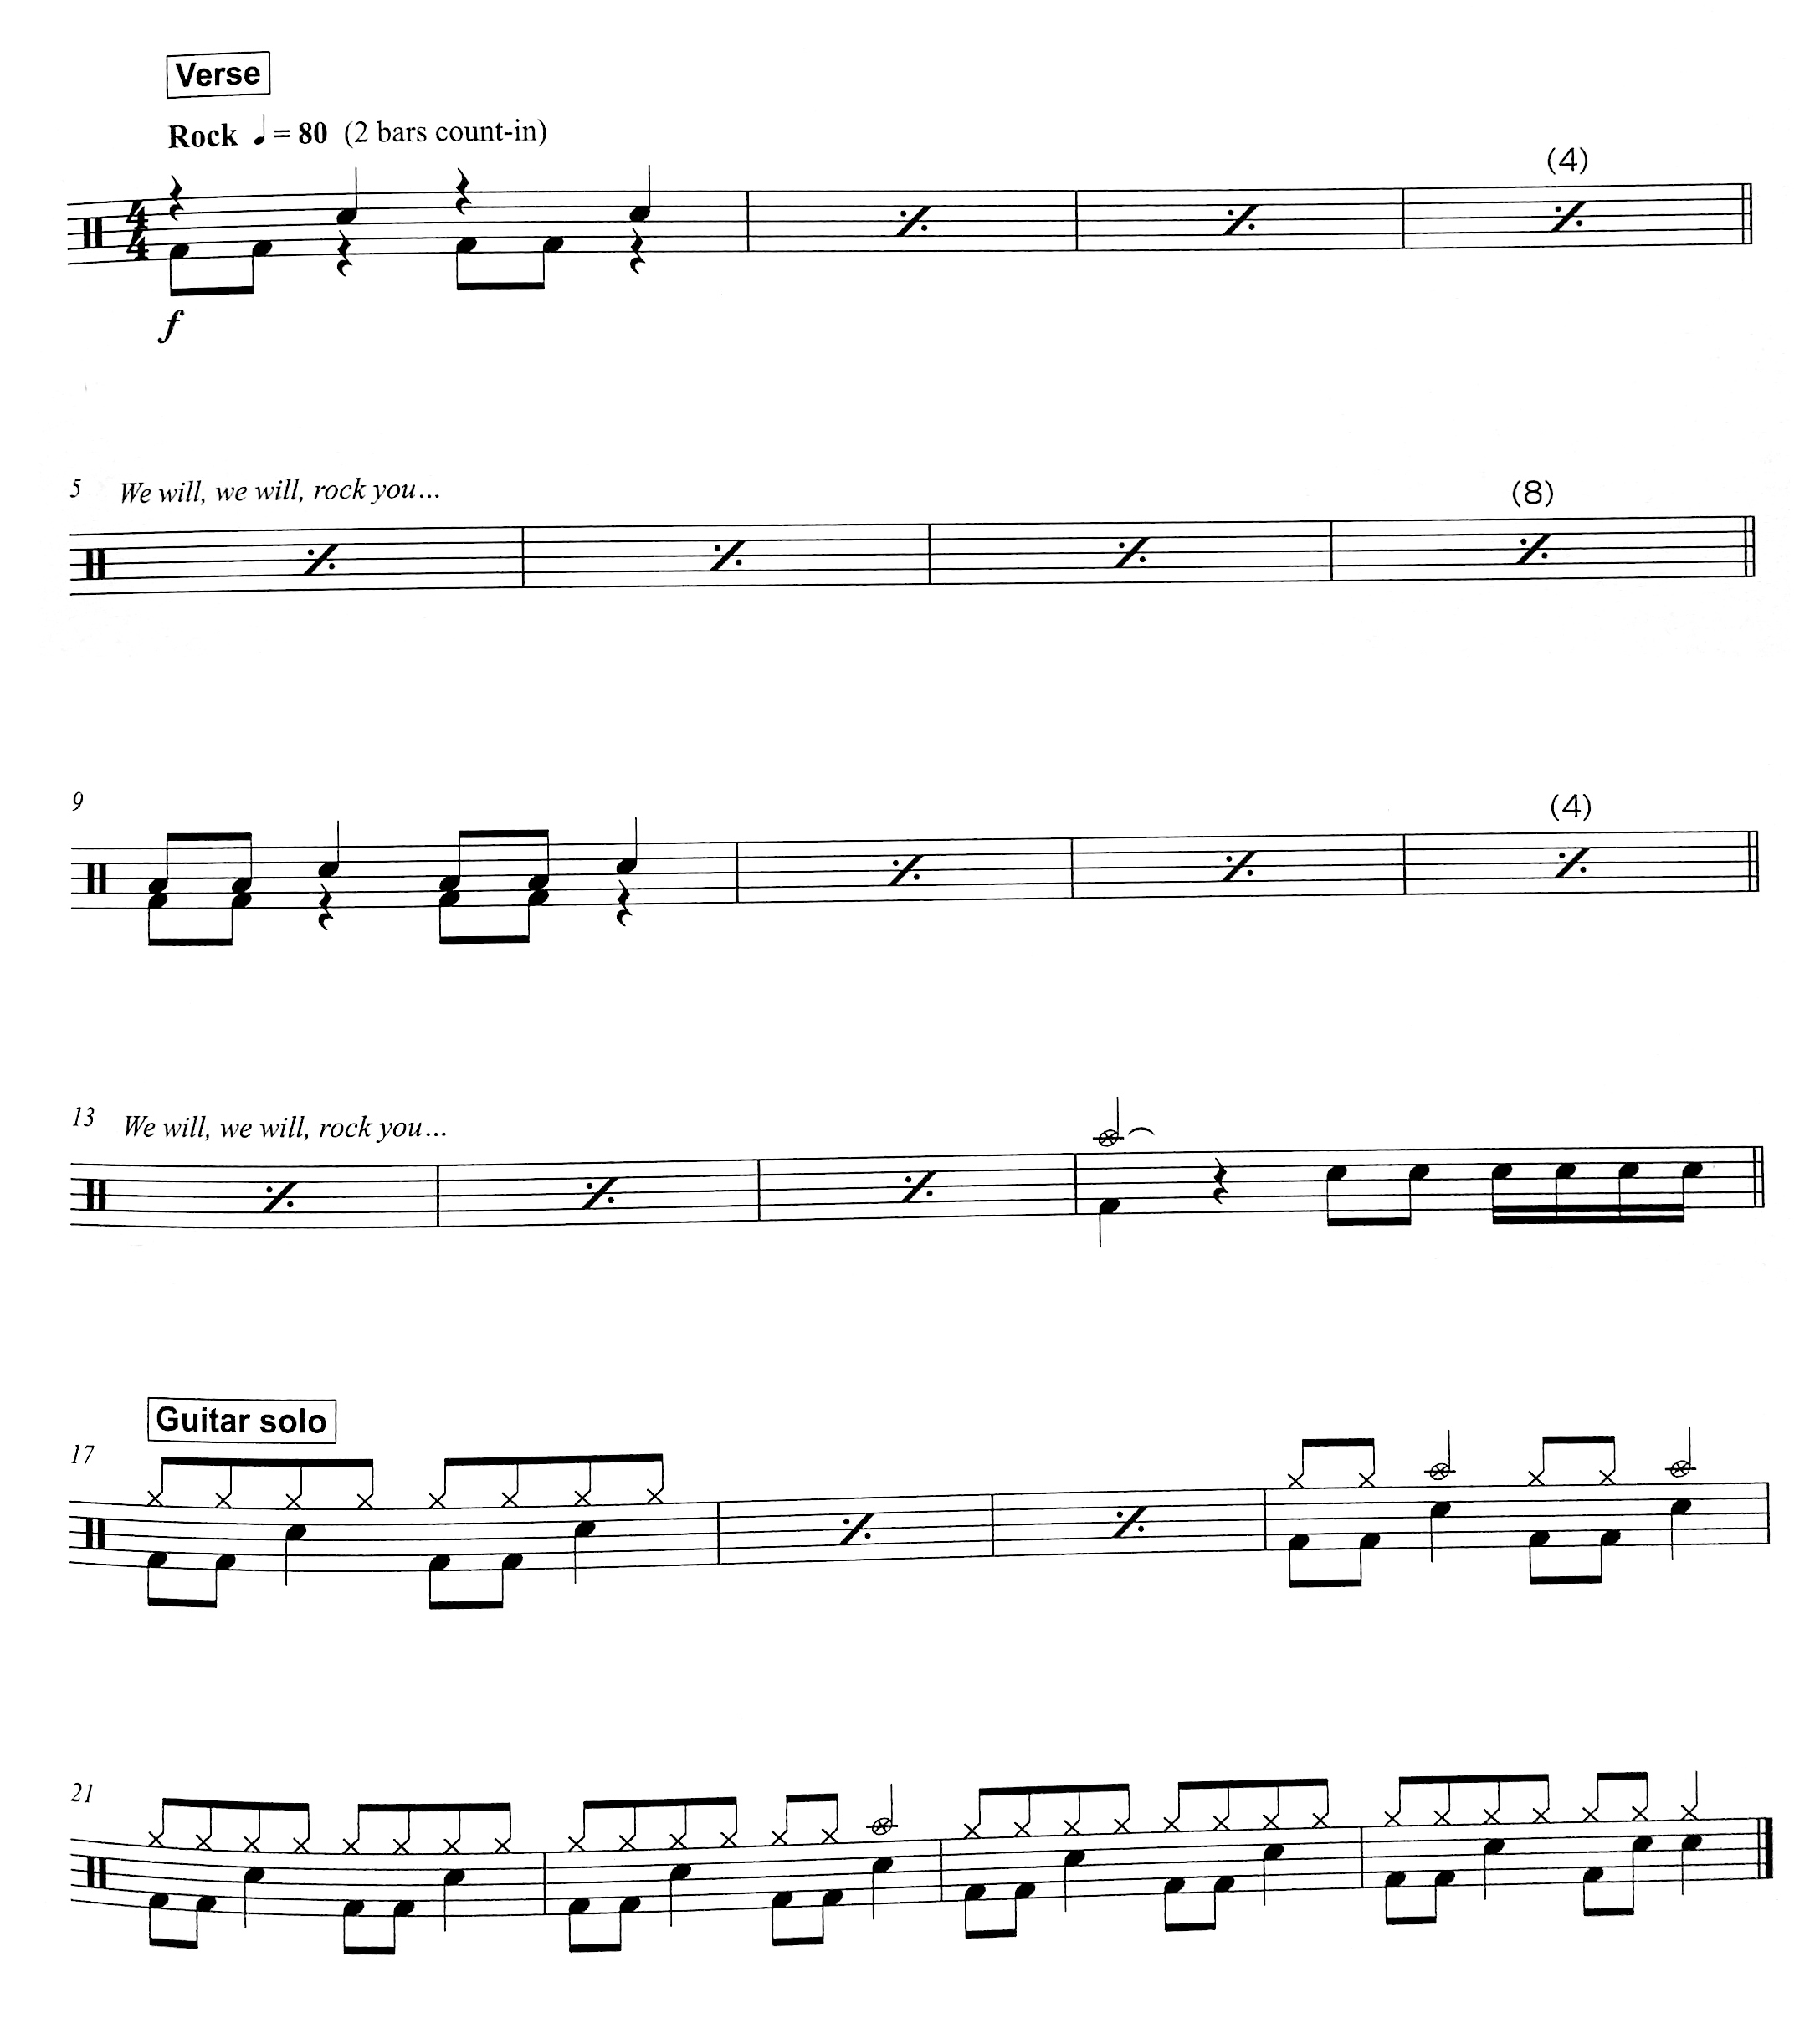 Verse
Rock ♩ = 80 (2 bars count-in)
(4)
4
4
f
5 We will, we will, rock you...
(8)
9
(4)
13 We will, we will, rock you...
Guitar solo
17
21